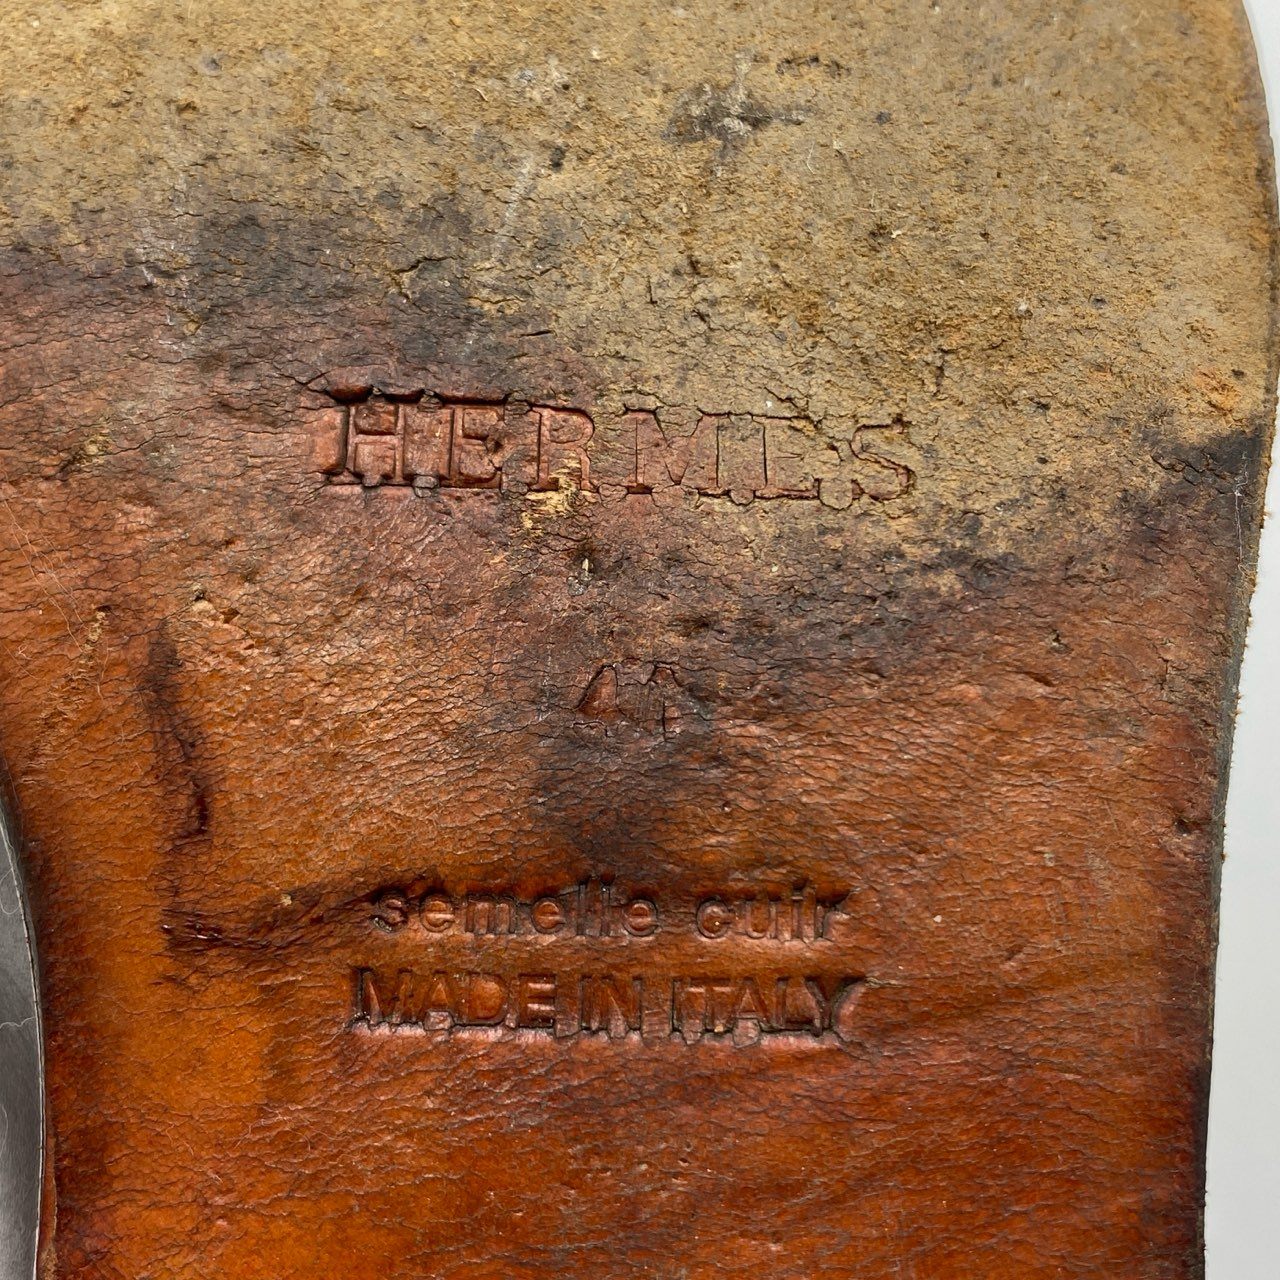 HERMES
41
semelle cuir
MADE IN ITALY